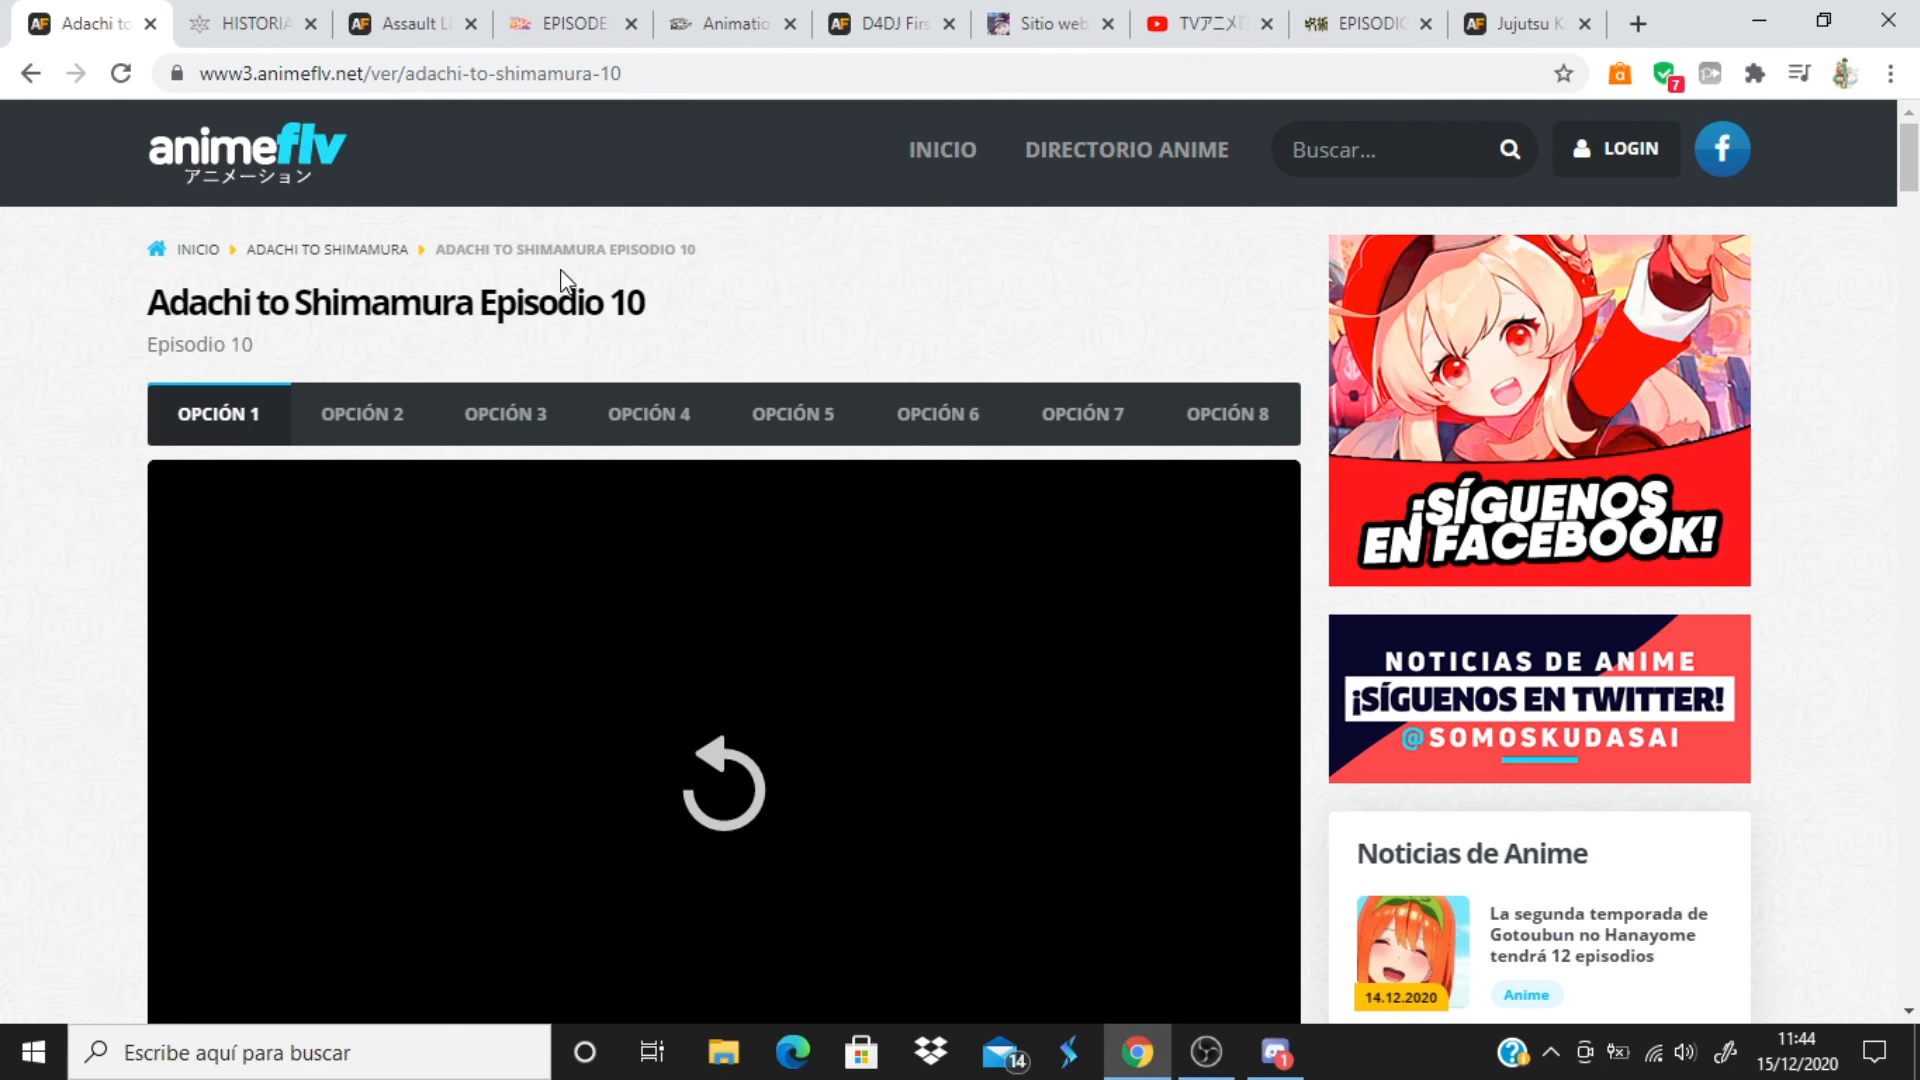 Adachi to
HISTORIA
Assault Li
EPISODE
Animatio
D4DJ Firs
Sitio web
TVアニメ
EPISODIO
Jujutsu K
www3.animeflv.net/ver/adachi-to-shimamura-10
7
animeflv
アニメーション
INICIO
DIRECTORIO ANIME
Buscar...
LOGIN
INICIO
ADACHI TO SHIMAMURA
ADACHI TO SHIMAMURA EPISODIO 10
Adachi to Shimamura Episodio 10
Episodio 10
OPCIÓN 1
OPCIÓN 2
OPCIÓN 3
OPCIÓN 4
OPCIÓN 5
OPCIÓN 6
OPCIÓN 7
OPCIÓN 8
¡SÍGUENOS
EN FACEBOOK!
NOTICIAS DE ANIME
¡SÍGUENOS EN TWITTER!
@SOMOSKUDASAI
Noticias de Anime
La segunda temporada de
Gotoubun no Hanayome
tendrá 12 episodios
14.12.2020
Anime
Escribe aquí para buscar
14
1
11:44
15/12/2020